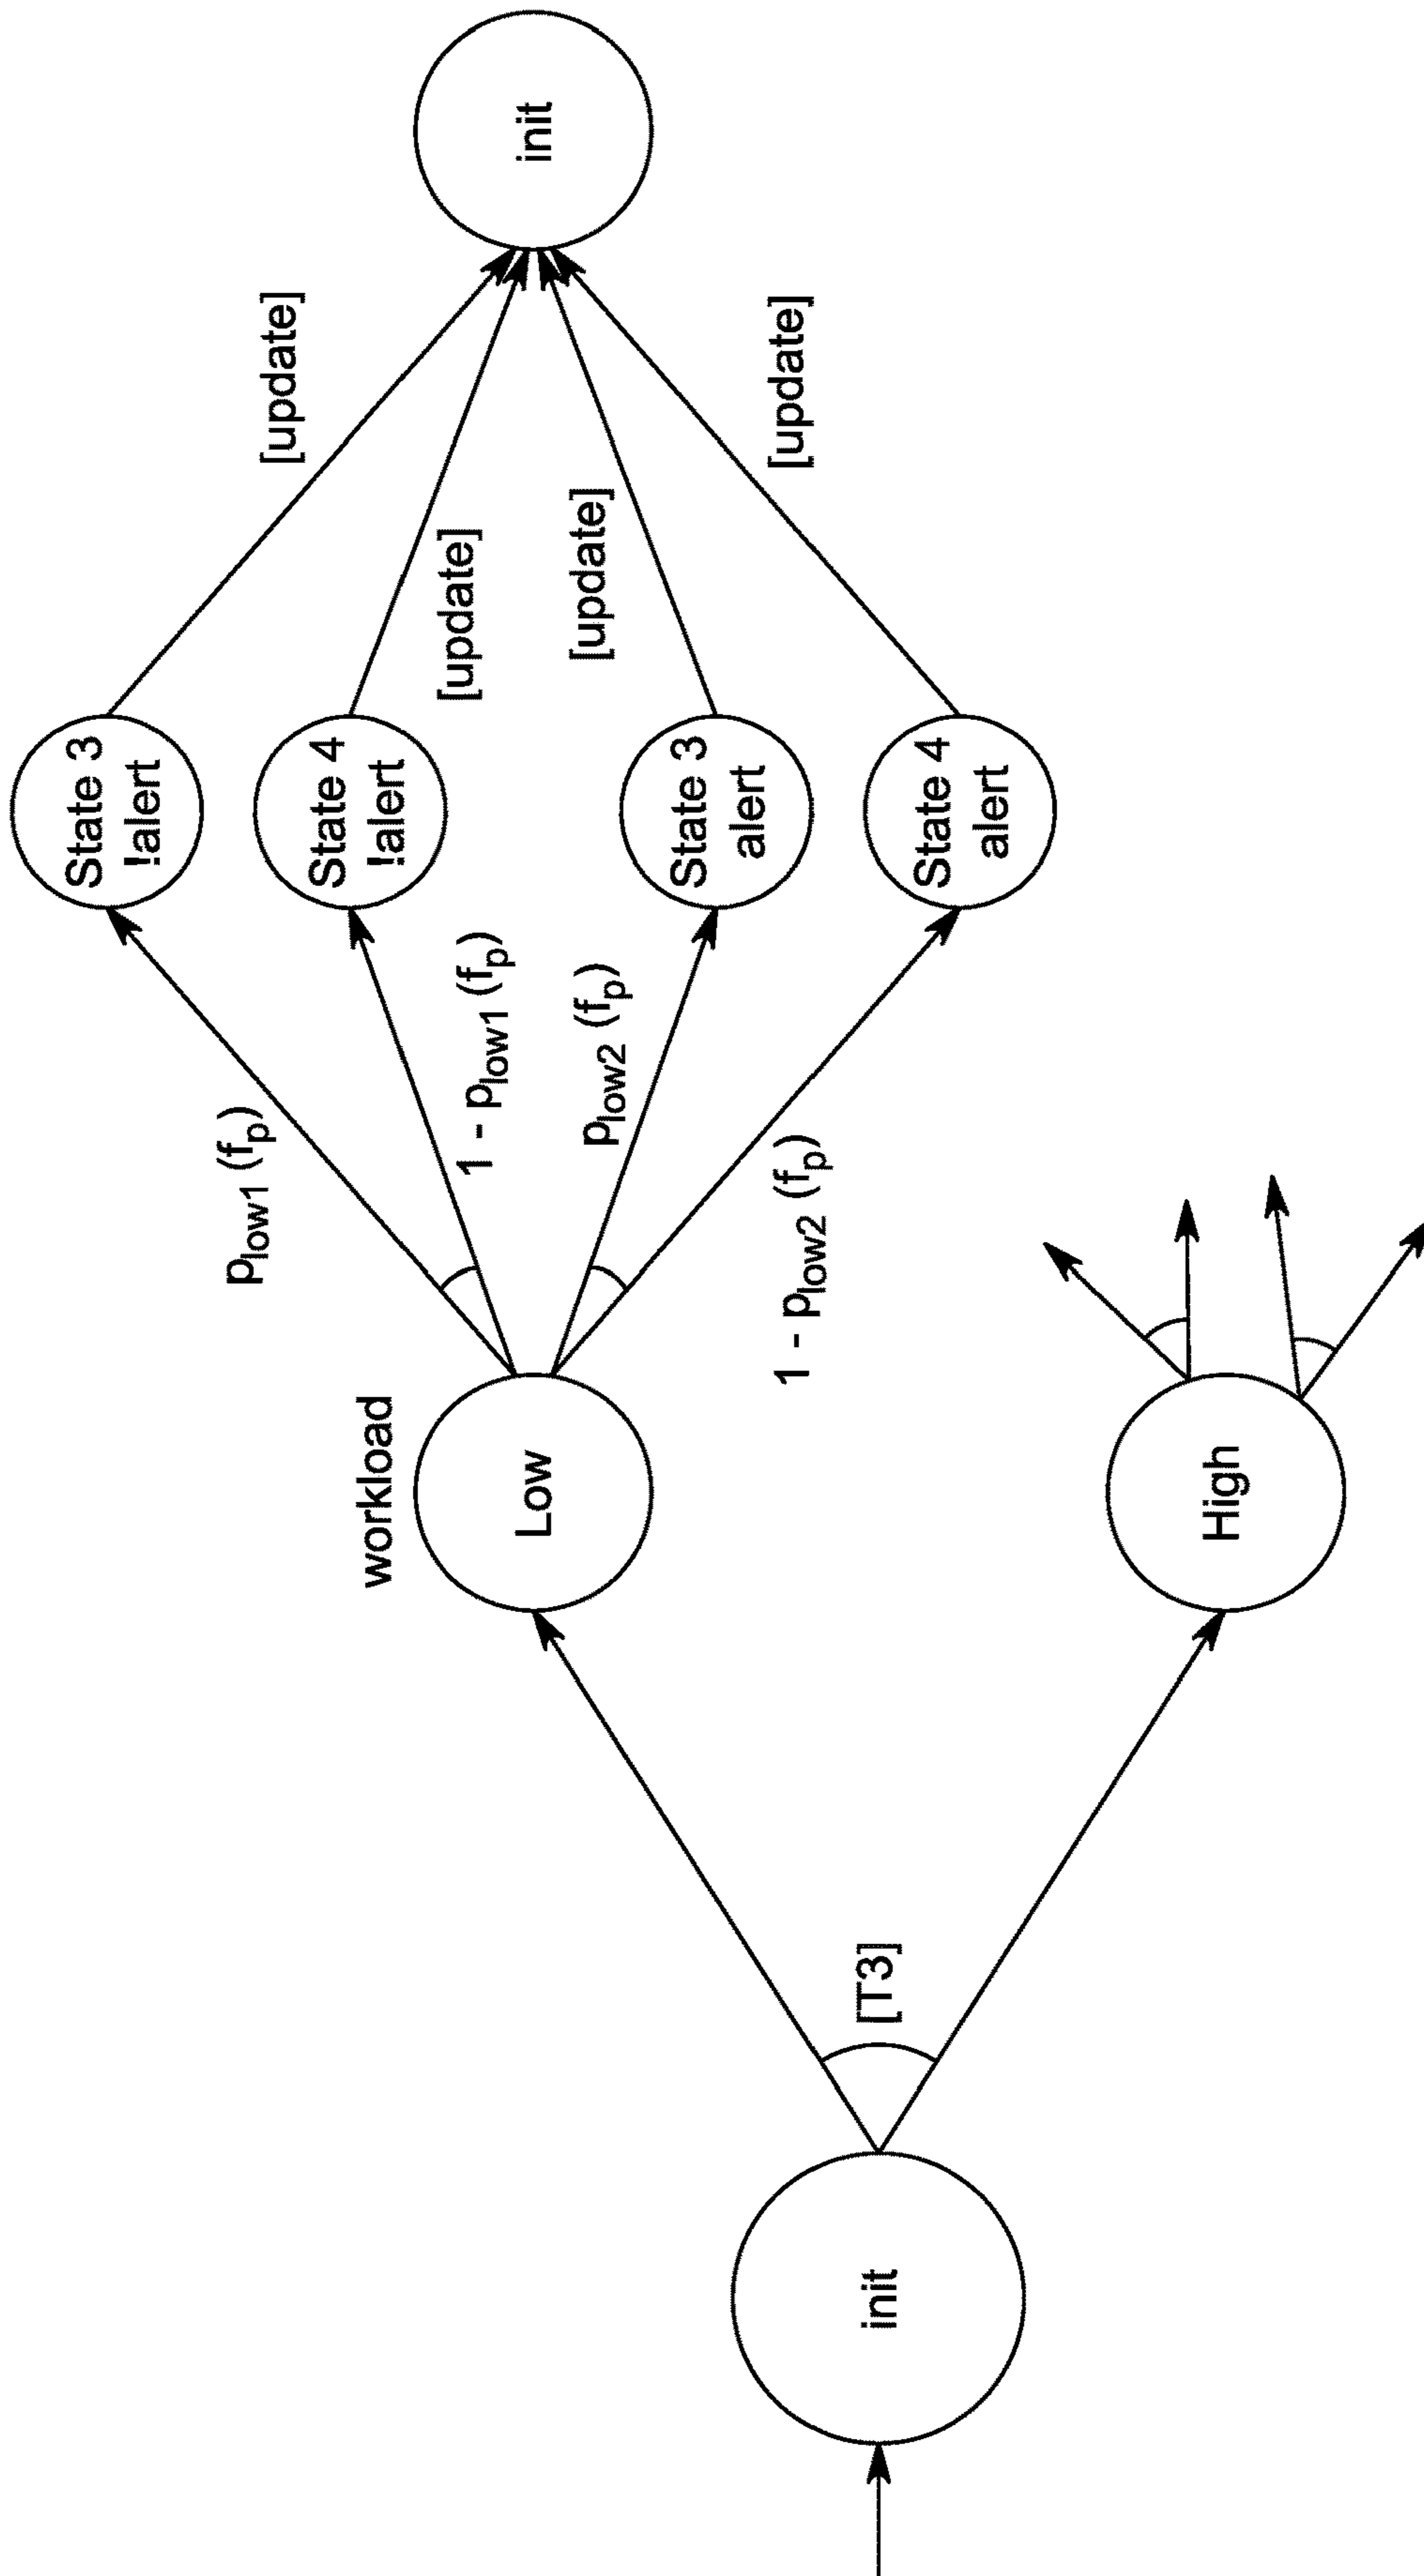 init
[T3]
workload
Low
High
p_low1 (f_p)
1 - p_low1 (f_p)
p_low2 (f_p)
1 - p_low2 (f_p)
State 3
!alert
State 4
!alert
State 3
alert
State 4
alert
[update]
[update]
[update]
[update]
init